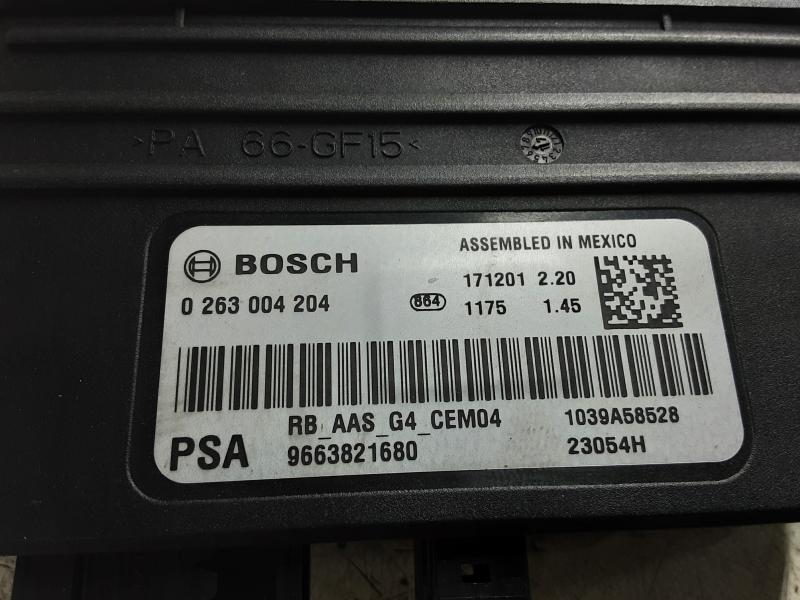 >PA 66-GF15<
BOSCH
ASSEMBLED IN MEXICO
0 263 004 204
864
171201 2.20
1175 1.45
RB_AAS_G4_CEM04
1039A58528
PSA
9663821680
23054H